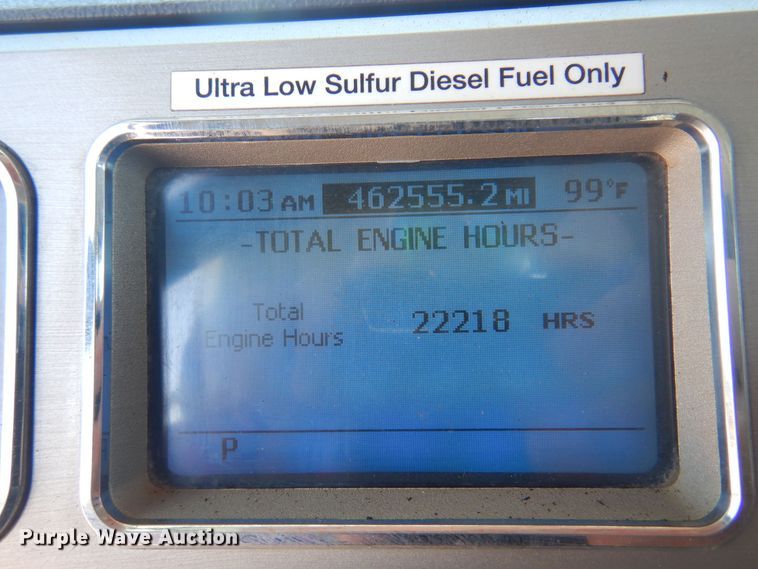 Ultra Low Sulfur Diesel Fuel Only
10:03 AM 462555.2 MI 99°F
-TOTAL ENGINE HOURS-
Total
Engine Hours 22218 HRS
P
Purple Wave Auction